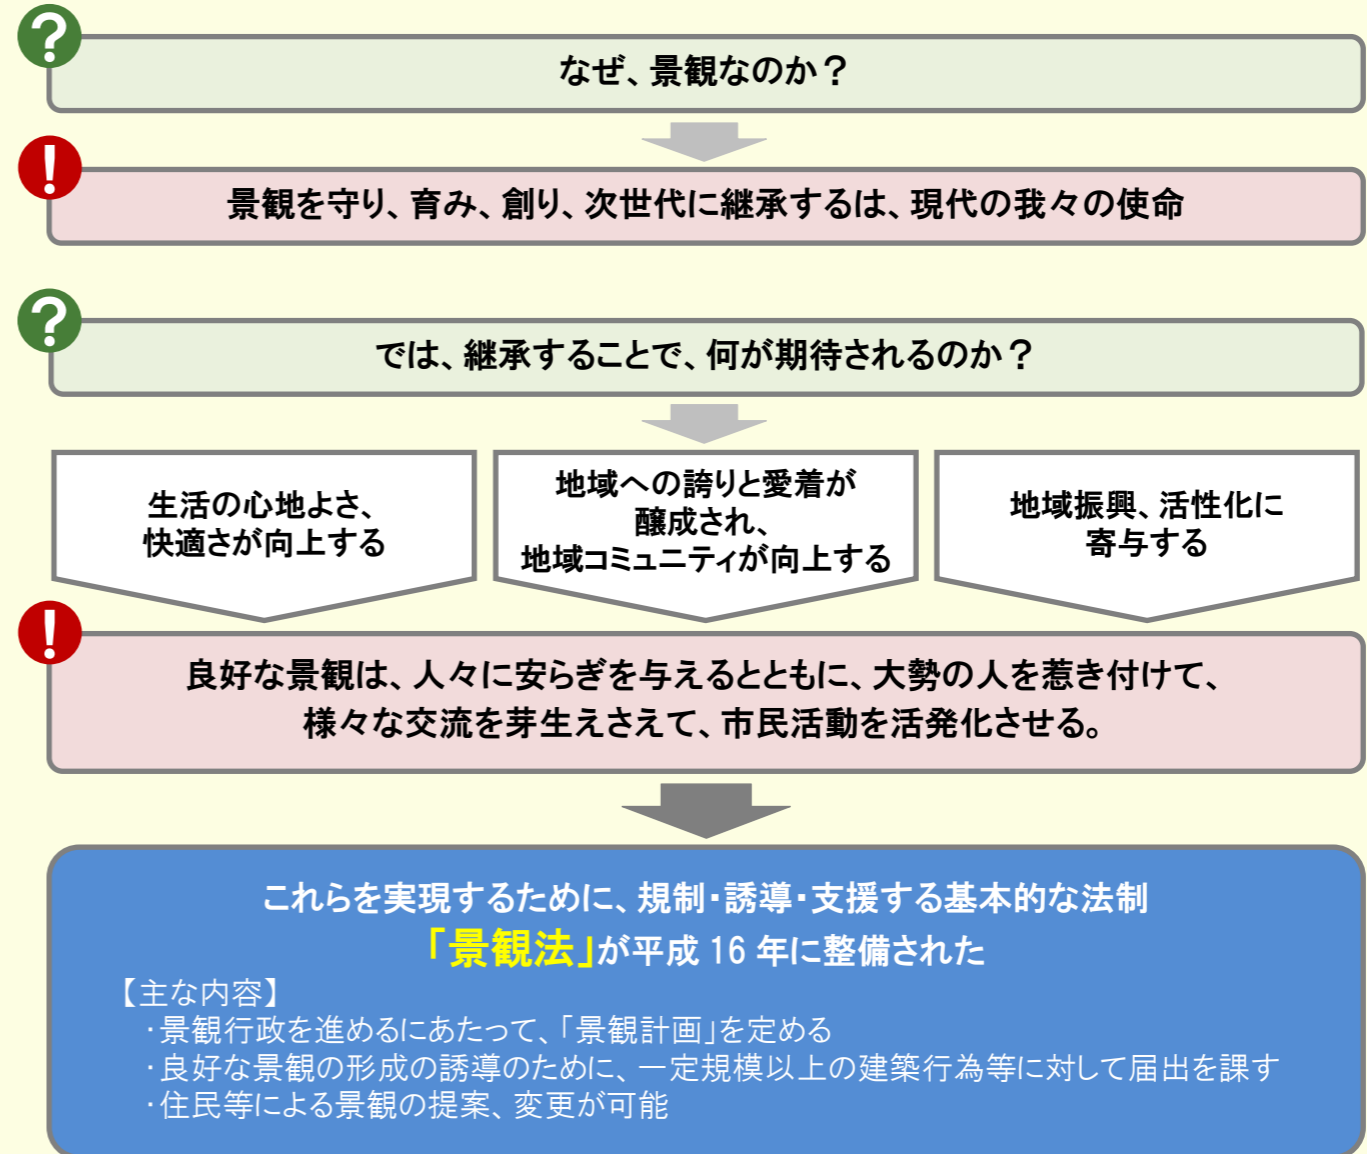 ?
なぜ、景観なのか？
!
景観を守り、育み、創り、次世代に継承するは、現代の我々の使命
?
では、継承することで、何が期待されるのか？
生活の心地よさ、
快適さが向上する
地域への誇りと愛着が
醸成され、
地域コミュニティが向上する
地域振興、活性化に
寄与する
!
良好な景観は、人々に安らぎを与えるとともに、大勢の人を惹き付けて、
様々な交流を芽生えさえて、市民活動を活発化させる。
これらを実現するために、規制・誘導・支援する基本的な法制
「景観法」が平成 16 年に整備された
【主な内容】
・景観行政を進めるにあたって、「景観計画」を定める
・良好な景観の形成の誘導のために、一定規模以上の建築行為等に対して届出を課す
・住民等による景観の提案、変更が可能